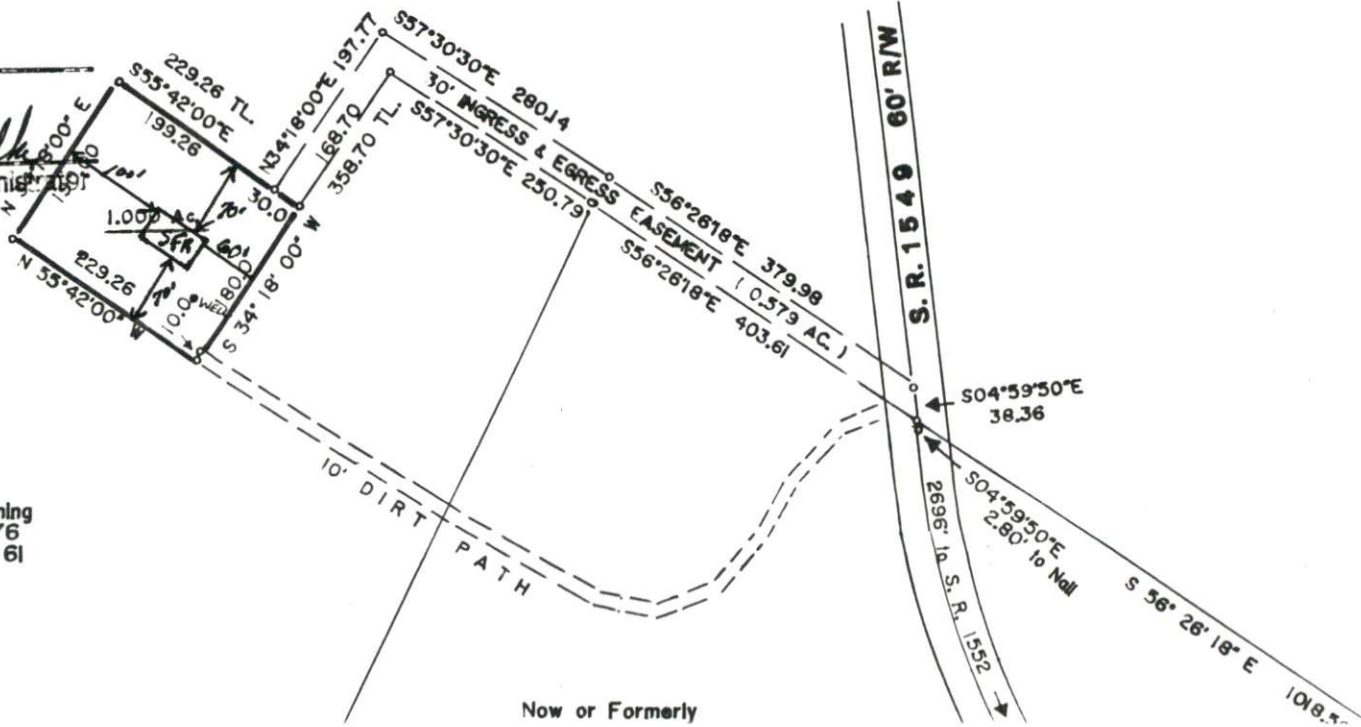 S57°30'30"E 280.14
N34°18'00"E 197.77
229.26 TL.
S55°42'00"E
199.26
168.70
358.70 TL.
30' INGRESS & EGRESS EASEMENT (0.579 AC.)
S57°30'30"E 250.79
S56°26'18"E 379.98
S56°26'18"E 403.61
S. R. 1549 60' R/W
30.0
100'
70'
1.000 Ac.
SFR
60'
229.26
N 55°42'00" W
70'
10.0
WELL
S 34° 18' 00" W
S04°59'50"E
38.36
S04°59'50"E
2.80' to Nail
2696' to S. R. 1552
S 56° 26' 18" E
10' DIRT PATH
76
61
Now or Formerly